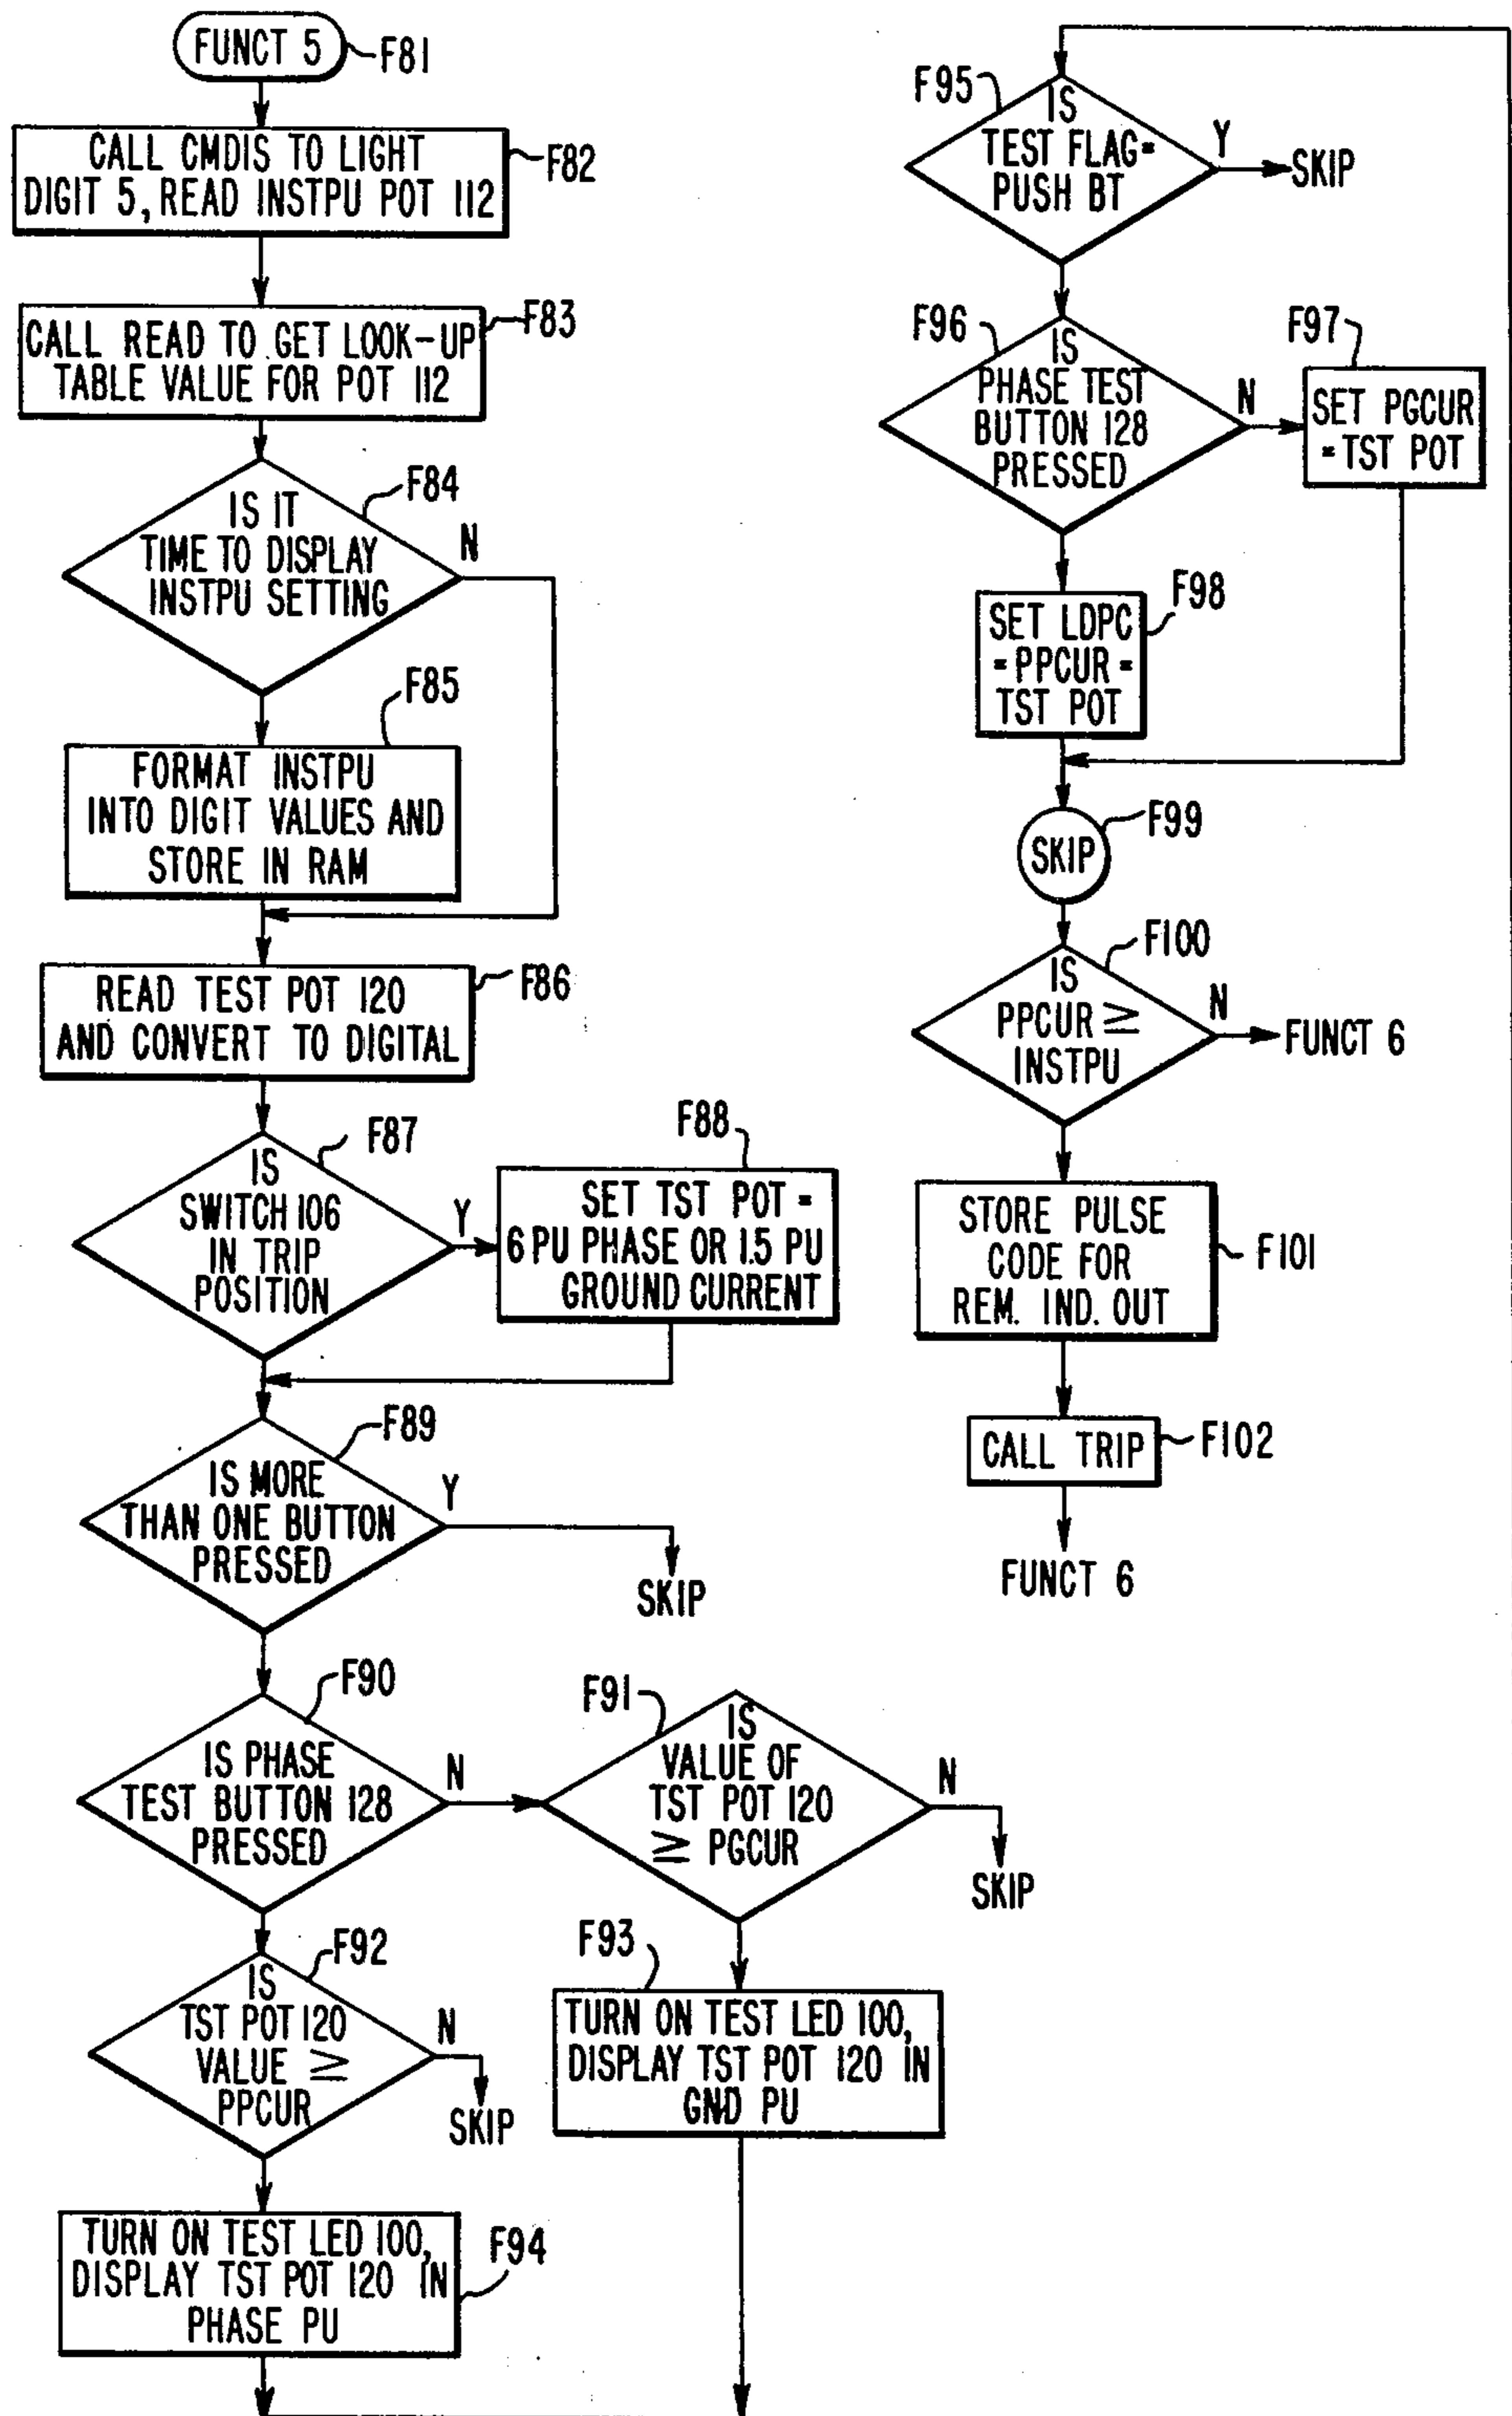 FUNCT 5
F81
CALL CMDIS TO LIGHT
DIGIT 5, READ INSTPU POT 112
F82
CALL READ TO GET LOOK-UP
TABLE VALUE FOR POT 112
F83
IS IT
TIME TO DISPLAY
INSTPU SETTING
F84
N
F85
FORMAT INSTPU
INTO DIGIT VALUES AND
STORE IN RAM
READ TEST POT 120
AND CONVERT TO DIGITAL
F86
IS
SWITCH 106
IN TRIP
POSITION
F87
Y
F88
SET TST POT =
6 PU PHASE OR 1.5 PU
GROUND CURRENT
F89
IS MORE
THAN ONE BUTTON
PRESSED
Y
SKIP
F90
IS PHASE
TEST BUTTON 128
PRESSED
N
F91
IS
VALUE OF
TST POT 120
≥ PGCUR
N
SKIP
F92
IS
TST POT 120
VALUE ≥
PPCUR
N
SKIP
F93
TURN ON TEST LED 100,
DISPLAY TST POT 120 IN
GND PU
TURN ON TEST LED 100,
DISPLAY TST POT 120 IN
PHASE PU
F94
F95
IS
TEST FLAG=
PUSH BT
Y
SKIP
F96
IS
PHASE TEST
BUTTON 128
PRESSED
N
F97
SET PGCUR
= TST POT
SET LDPC
= PPCUR =
TST POT
F98
SKIP
F99
F100
IS
PPCUR ≥
INSTPU
N
FUNCT 6
STORE PULSE
CODE FOR
REM. IND. OUT
F101
CALL TRIP
F102
FUNCT 6